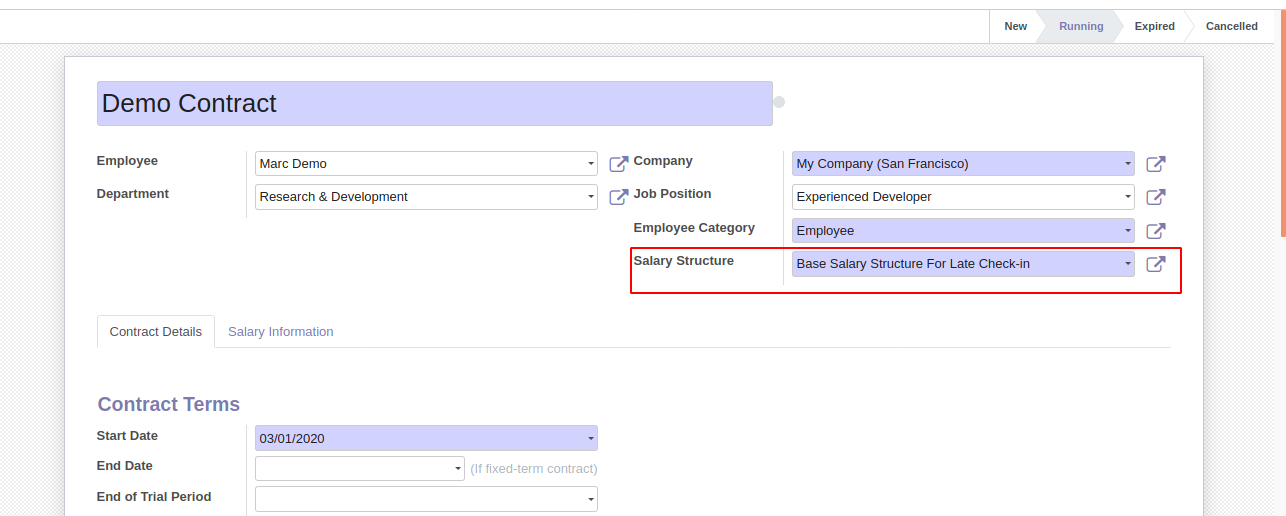 New Running Expired Cancelled
Demo Contract
Employee Marc Demo Company My Company (San Francisco)
Department Research & Development Job Position Experienced Developer
Employee Category Employee
Salary Structure Base Salary Structure For Late Check-in
Contract Details Salary Information
Contract Terms
Start Date 03/01/2020
End Date (If fixed-term contract)
End of Trial Period